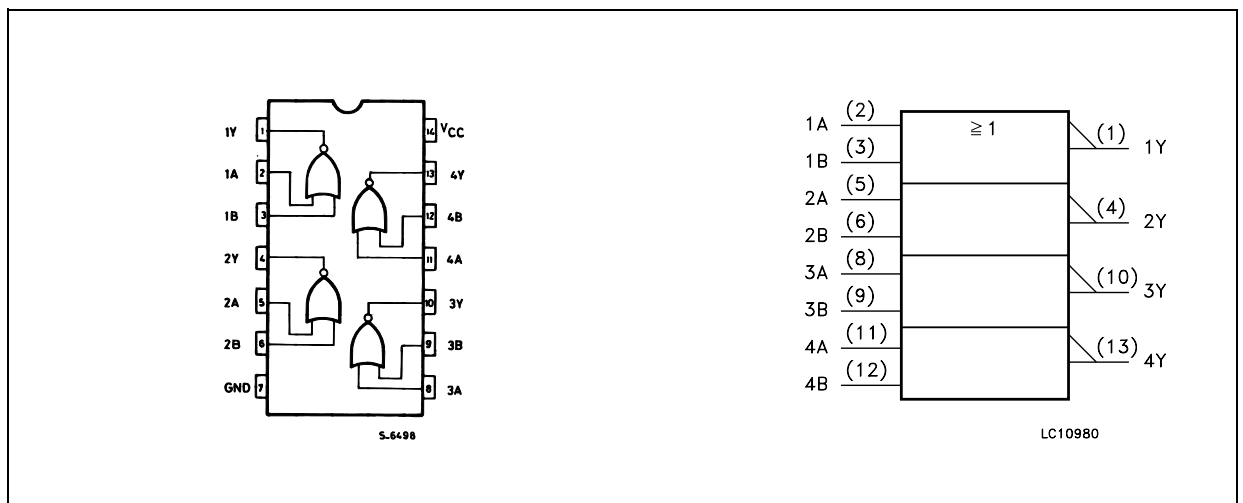 1Y 1
1A 2
1B 3
2Y 4
2A 5
2B 6
GND 7
14 VCC
13 4Y
12 4B
11 4A
10 3Y
9 3B
8 3A
S-6498
1A (2)
1B (3)
2A (5)
2B (6)
3A (8)
3B (9)
4A (11)
4B (12)
≧ 1
(1) 1Y
(4) 2Y
(10) 3Y
(13) 4Y
LC10980